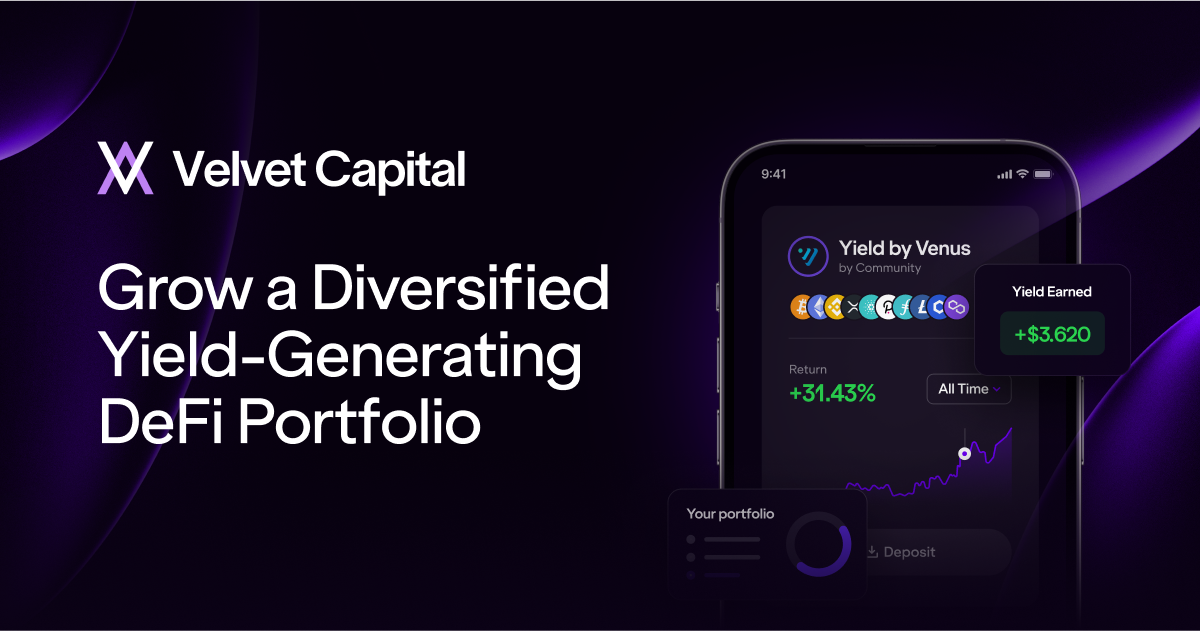 Velvet Capital
Grow a Diversified
Yield-Generating
DeFi Portfolio
9:41
Yield by Venus
by Community
Yield Earned
+$3.620
Return
+31.43%
All Time
Your portfolio
Deposit